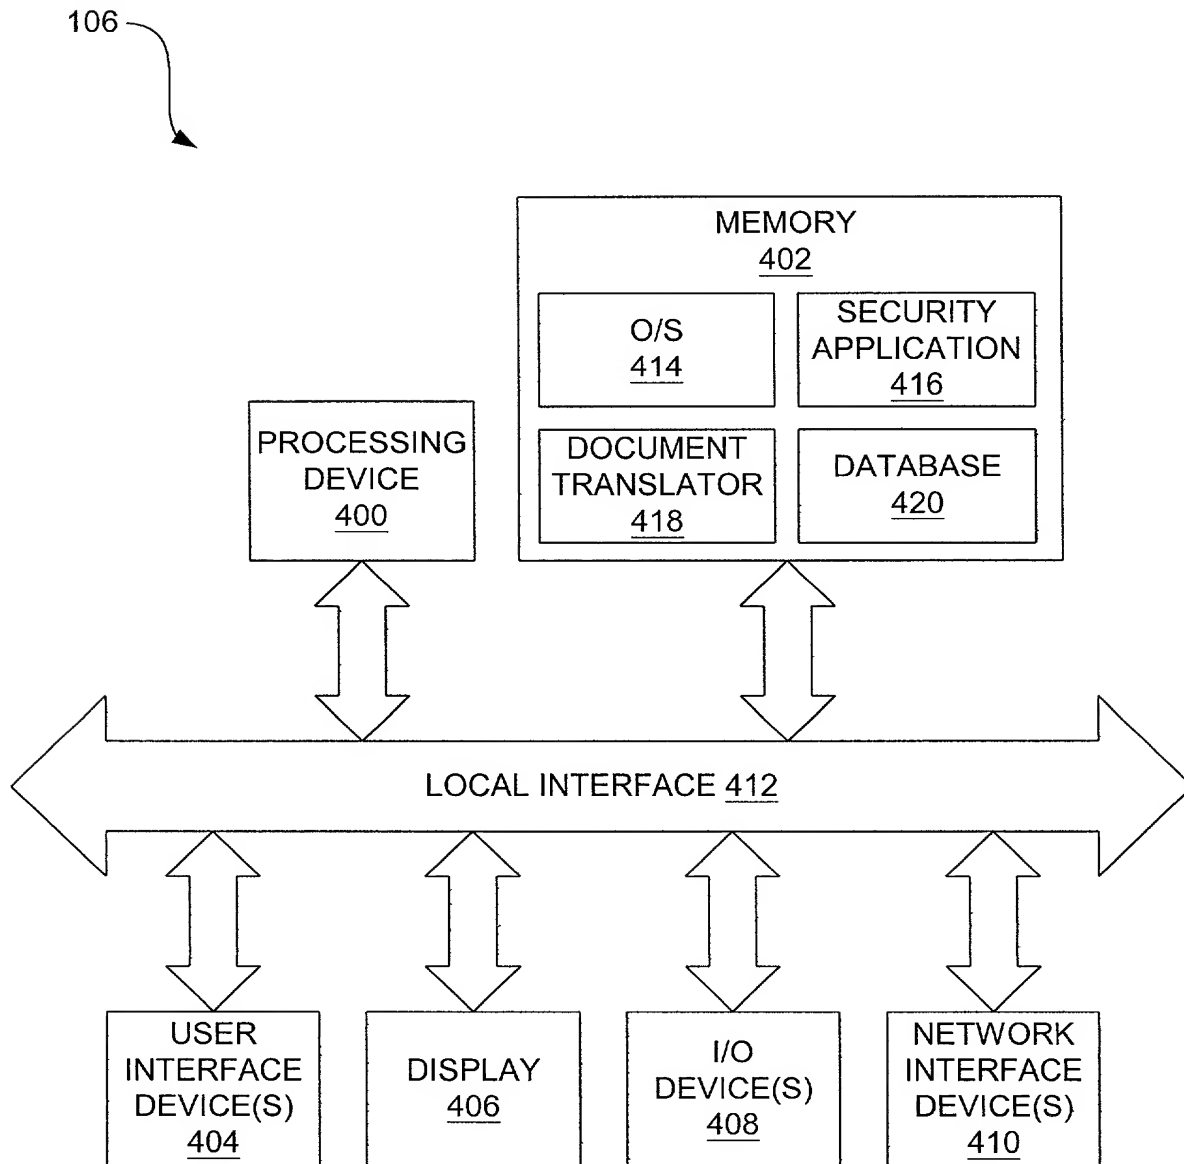 106
MEMORY
402
O/S
414
SECURITY
APPLICATION
416
PROCESSING
DEVICE
400
DOCUMENT
TRANSLATOR
418
DATABASE
420
LOCAL INTERFACE 412
USER
INTERFACE
DEVICE(S)
404
DISPLAY
406
I/O
DEVICE(S)
408
NETWORK
INTERFACE
DEVICE(S)
410